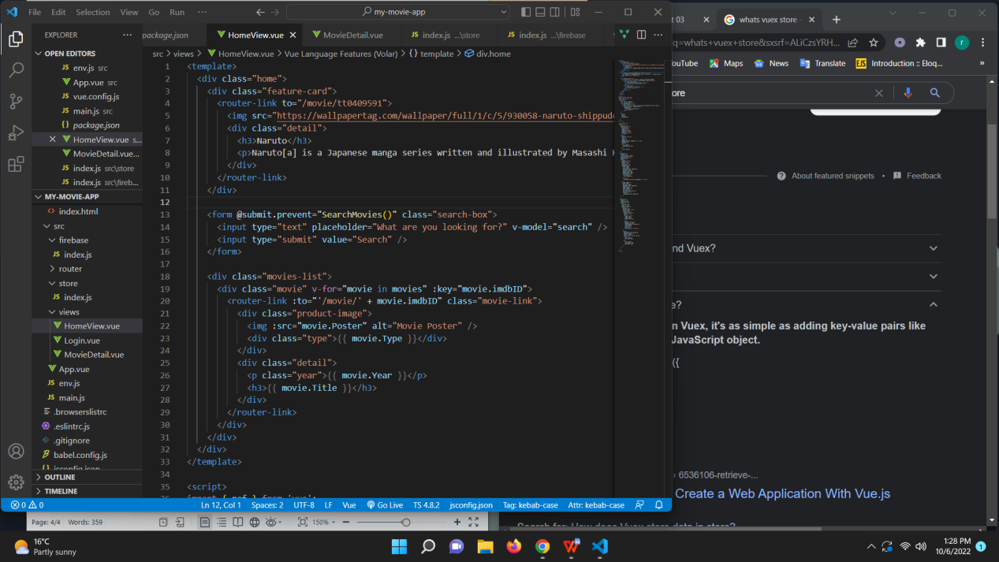 File Edit Selection View Go Run ··· my-movie-app
EXPLORER ···
OPEN EDITORS
JS env.js src
App.vue src
vue.config.js
JS main.js src
{} package.json
HomeView.vue s...
MovieDetail.vue...
JS index.js src\store
JS index.js src\fireb...
MY-MOVIE-APP
<> index.html
src
firebase
JS index.js
router
store
JS index.js
views
HomeView.vue
Login.vue
MovieDetail.vue
App.vue
JS env.js
JS main.js
.browserslistrc
.eslintrc.js
.gitignore
babel.config.js
{} jsconfig.json
OUTLINE
TIMELINE
package.json HomeView.vue MovieDetail.vue JS index.js ...\store JS index.js ...\firebase
src > views > HomeView.vue > Vue Language Features (Volar) > {} template > div.home
1 <template>
2 <div class="home">
3 <div class="feature-card">
4 <router-link to="/movie/tt0409591">
5 <img src="https://wallpapertag.com/wallpaper/full/1/c/5/930058-naruto-shippud
6 <div class="detail">
7 <h3>Naruto</h3>
8 <p>Naruto[a] is a Japanese manga series written and illustrated by Masashi
9 </div>
10 </router-link>
11 </div>
12
13 <form @submit.prevent="SearchMovies()" class="search-box">
14 <input type="text" placeholder="What are you looking for?" v-model="search" />
15 <input type="submit" value="Search" />
16 </form>
17
18 <div class="movies-list">
19 <div class="movie" v-for="movie in movies" :key="movie.imdbID">
20 <router-link :to="'/movie/' + movie.imdbID" class="movie-link">
21 <div class="product-image">
22 <img :src="movie.Poster" alt="Movie Poster" />
23 <div class="type">{{ movie.Type }}</div>
24 </div>
25 <div class="detail">
26 <p class="year">{{ movie.Year }}</p>
27 <h3>{{ movie.Title }}</h3>
28 </div>
29 </router-link>
30 </div>
31 </div>
32 </div>
33 </template>
34
35 <script>
36 import { ref } from 'vue';
0 0 Ln 12, Col 1 Spaces: 2 UTF-8 LF Vue Go Live TS 4.8.2 jsconfig.json Tag: kebab-case Attr: kebab-case
Page: 4/4 Words: 359 150%
t 03 whats vuex store -
q=whats+vuex+store&sxsrf=ALiCzsYRH... r
ouTube Maps News Translate EJS Introduction :: Eloq... »
ore
About featured snippets • Feedback
nd Vuex?
e?
n Vuex, it's as simple as adding key-value pairs like
JavaScript object.
({
› 6536106-retrieve-...
Create a Web Application With Vue.js
Search for: How does Vuex store data in store?
16°C
Partly sunny
1:28 PM
10/6/2022
1